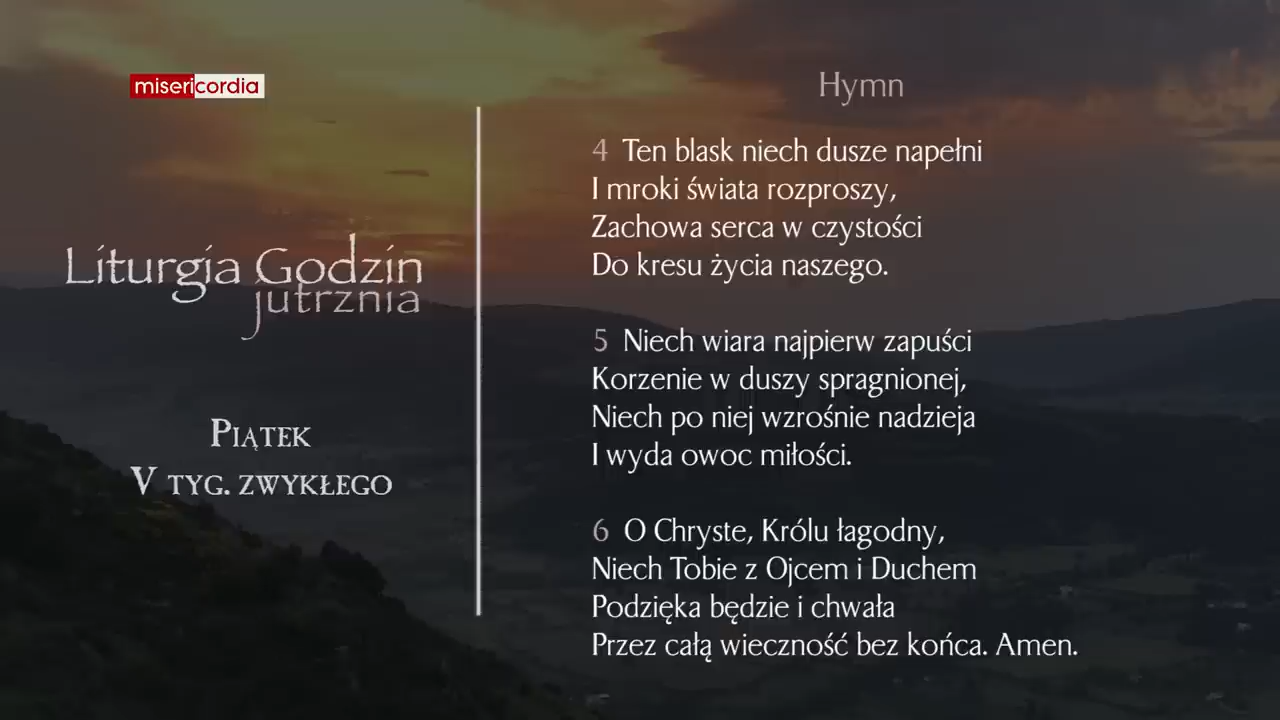 misericordia
Liturgia Godzin
jutrznia
Piątek
V tyg. zwykłego
Hymn
4 Ten blask niech dusze napełni
I mroki świata rozproszy,
Zachowa serca w czystości
Do kresu życia naszego.
5 Niech wiara najpierw zapuści
Korzenie w duszy spragnionej,
Niech po niej wzrośnie nadzieja
I wyda owoc miłości.
6 O Chryste, Królu łagodny,
Niech Tobie z Ojcem i Duchem
Podzięka będzie i chwała
Przez całą wieczność bez końca. Amen.